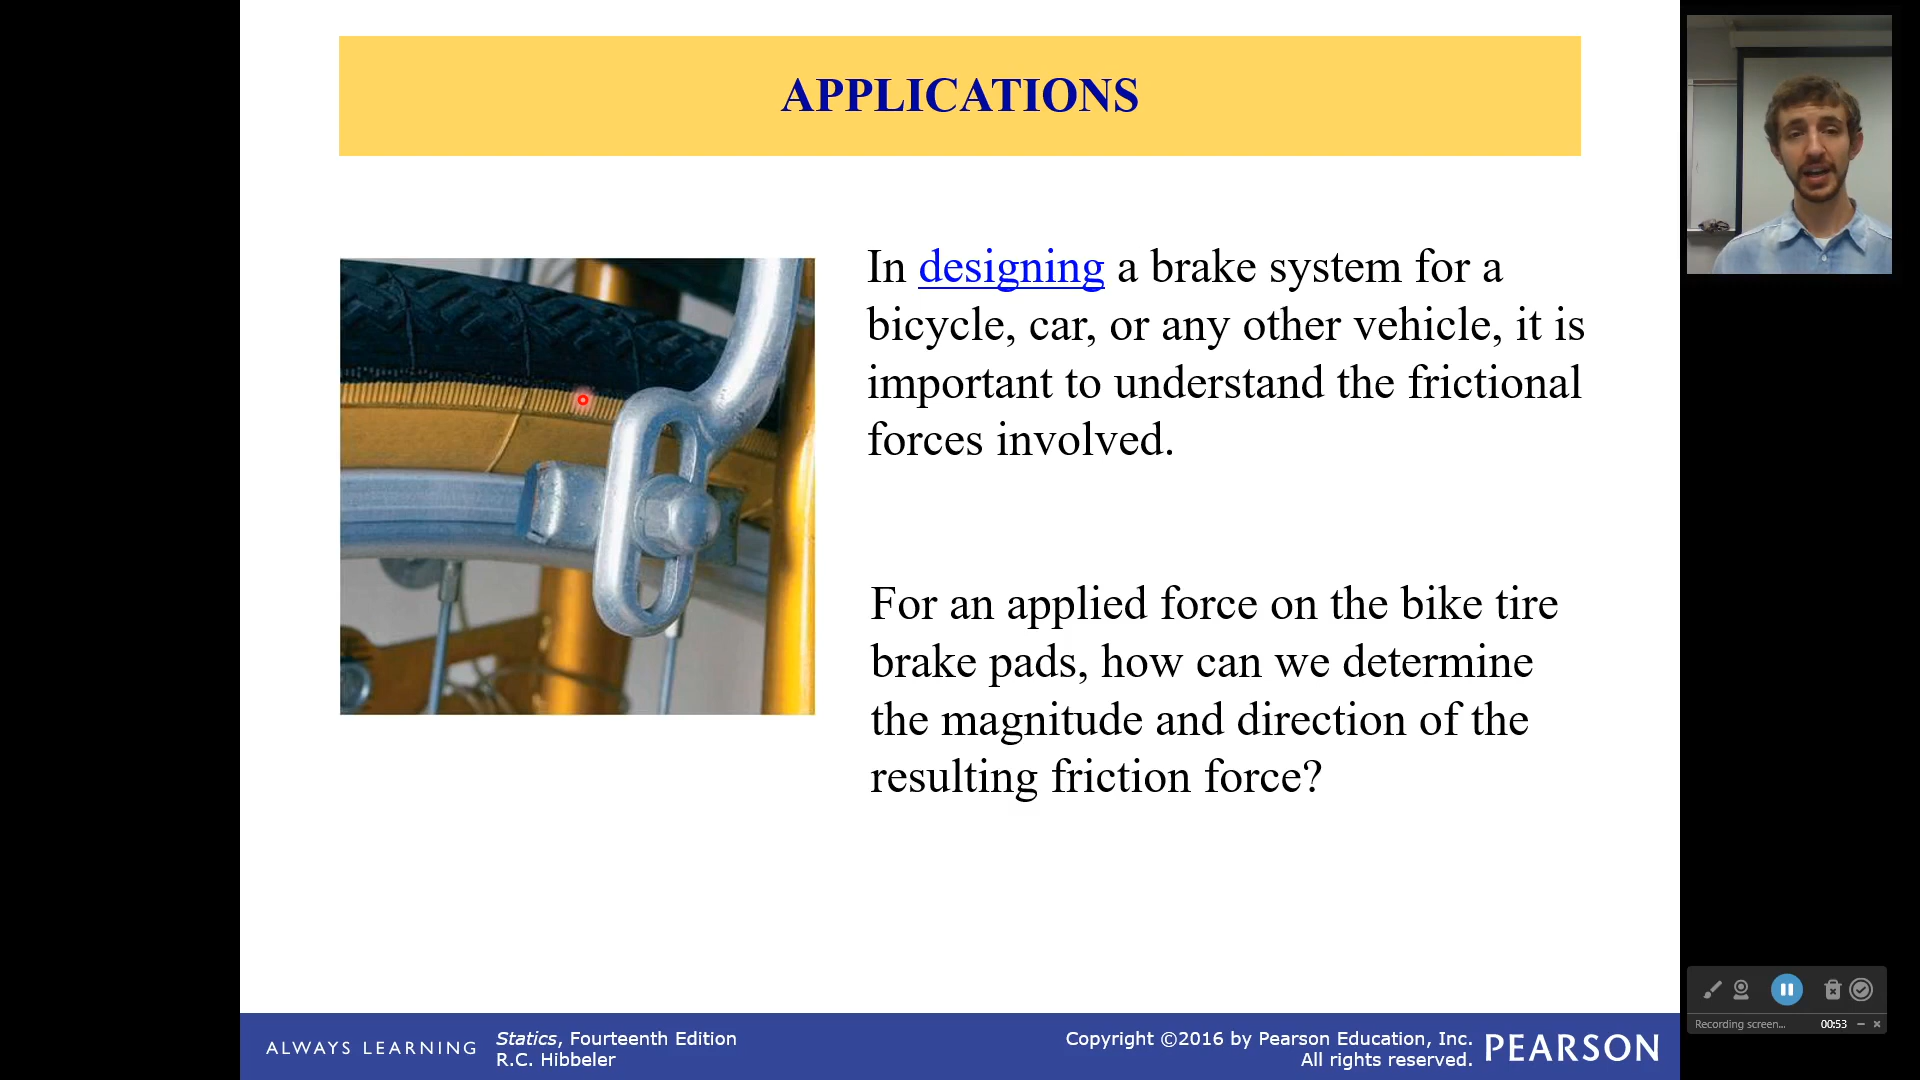 APPLICATIONS
In designing a brake system for a
bicycle, car, or any other vehicle, it is
important to understand the frictional
forces involved.
For an applied force on the bike tire
brake pads, how can we determine
the magnitude and direction of the
resulting friction force?
ALWAYS LEARNING
Statics, Fourteenth Edition
R.C. Hibbeler
Copyright ©2016 by Pearson Education, Inc.
All rights reserved.
PEARSON
Recording screen... 00:53